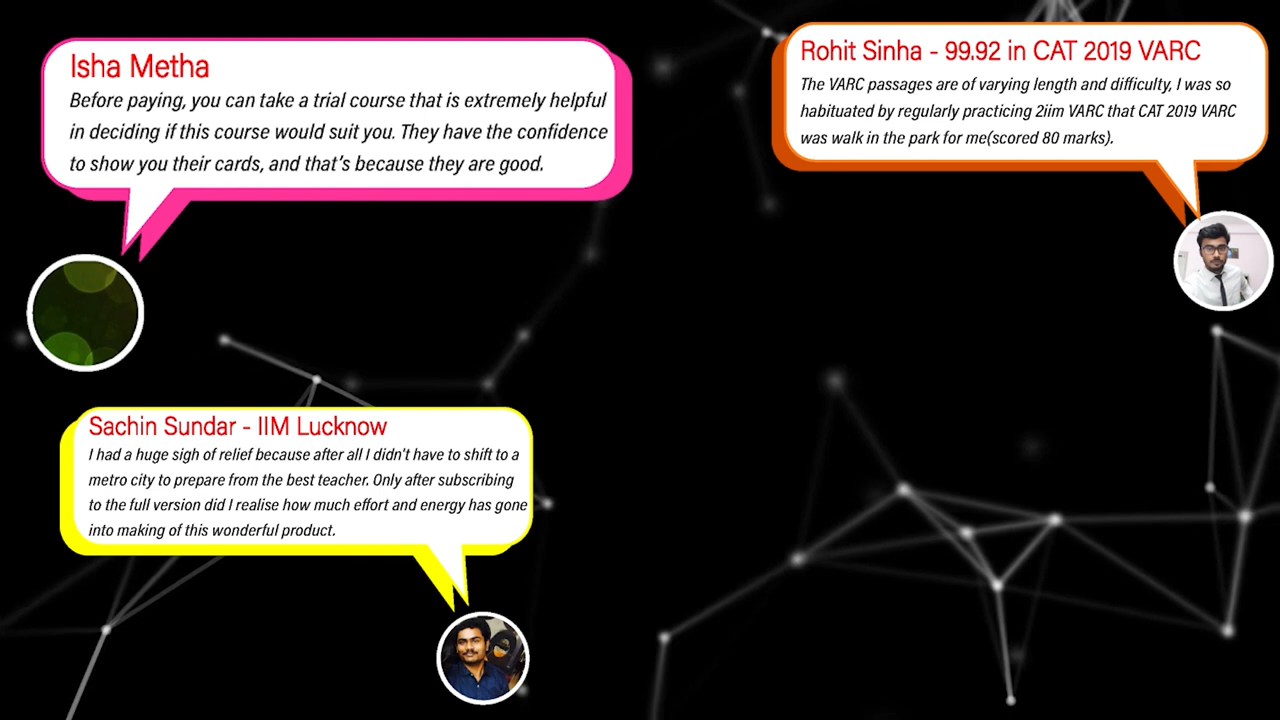 Isha Metha
Before paying, you can take a trial course that is extremely helpful
in deciding if this course would suit you. They have the confidence
to show you their cards, and that's because they are good.
Rohit Sinha - 99.92 in CAT 2019 VARC
The VARC passages are of varying length and difficulty, I was so
habituated by regularly practicing 2iim VARC that CAT 2019 VARC
was walk in the park for me(scored 80 marks).
Sachin Sundar - IIM Lucknow
I had a huge sigh of relief because after all I didn't have to shift to a
metro city to prepare from the best teacher. Only after subscribing
to the full version did I realise how much effort and energy has gone
into making of this wonderful product.